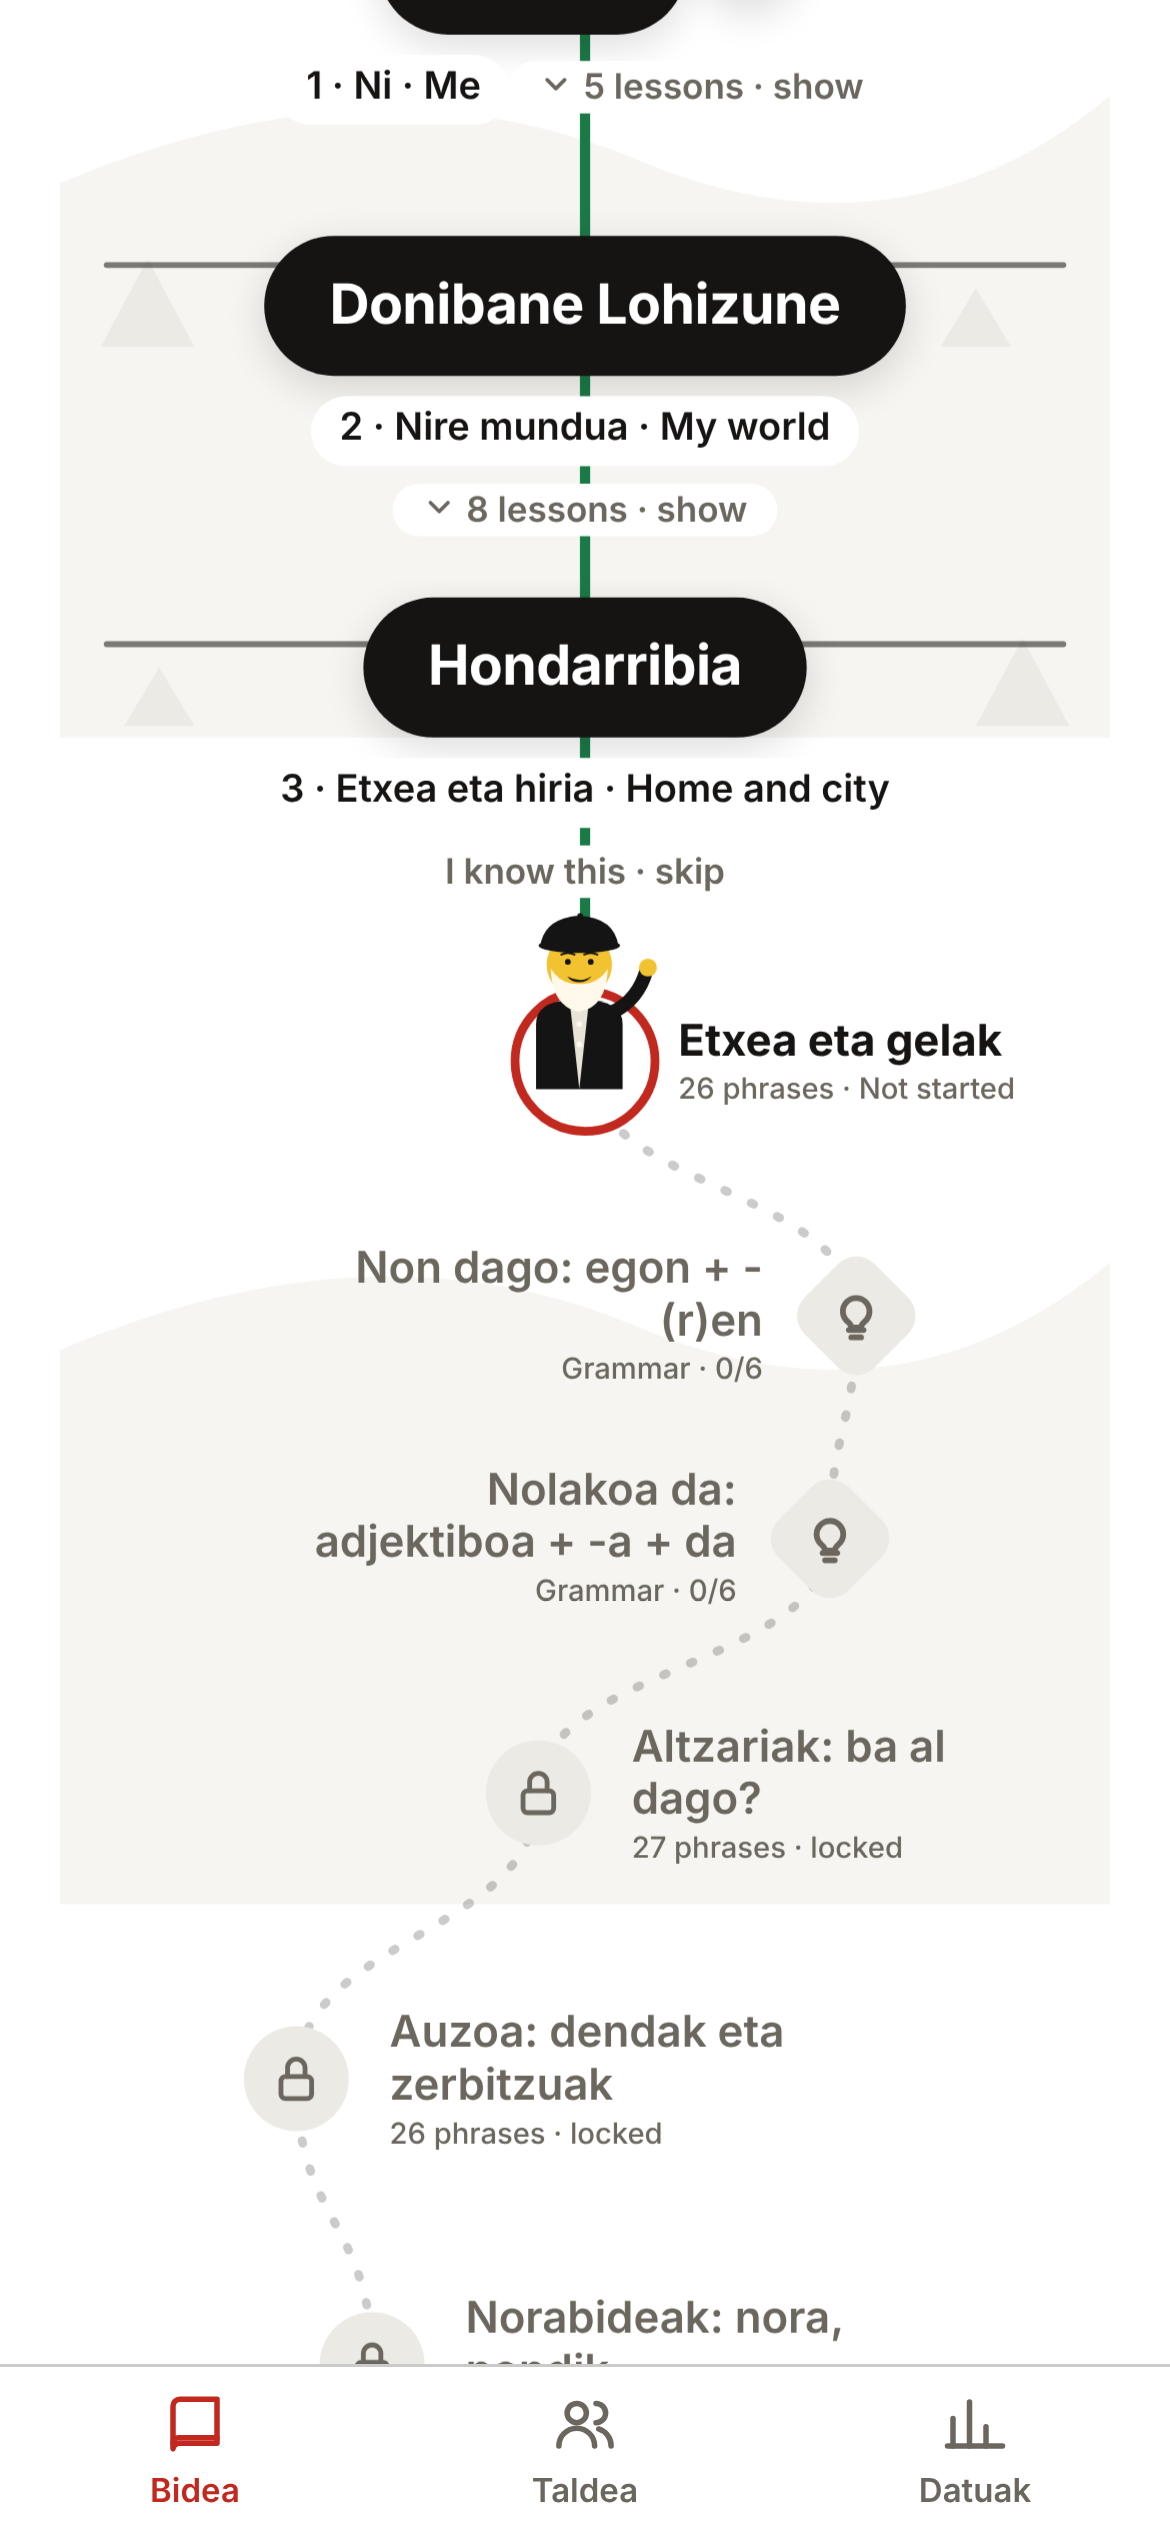 1 · Ni · Me
5 lessons · show
Donibane Lohizune
2 · Nire mundua · My world
8 lessons · show
Hondarribia
3 · Etxea eta hiria · Home and city
I know this · skip
Etxea eta gelak
26 phrases · Not started
Non dago: egon + -
(r)en
Grammar · 0/6
Nolakoa da:
adjektiboa + -a + da
Grammar · 0/6
Altzariak: ba al
dago?
27 phrases · locked
Auzoa: dendak eta
zerbitzuak
26 phrases · locked
Norabideak: nora,
Bidea
Taldea
Datuak